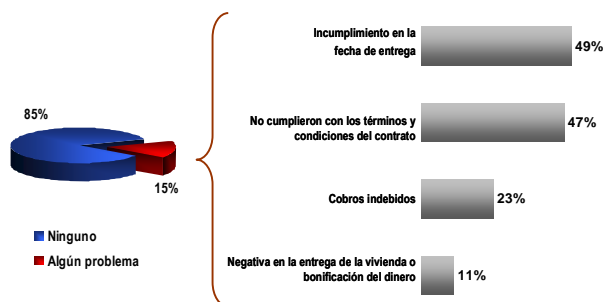 85%
15%
Ninguno
Algún problema
Incumplimiento en la
fecha de entrega
49%
No cumplieron con los términos y
condiciones del contrato
47%
Cobros indebidos
23%
Negativa en la entrega de la vivienda o
bonificación del dinero
11%